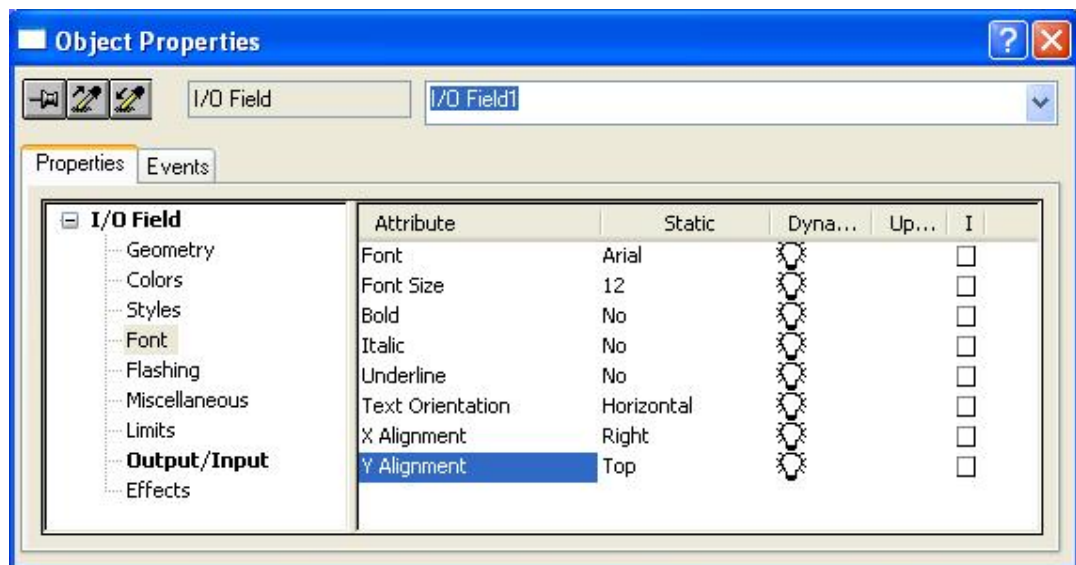 Object Properties
I/O Field I/O Field1
Properties Events
I/O Field
Geometry
Colors
Styles
Font
Flashing
Miscellaneous
Limits
Output/Input
Effects
Attribute Static Dyna... Up... I
Font Arial
Font Size 12
Bold No
Italic No
Underline No
Text Orientation Horizontal
X Alignment Right
Y Alignment Top